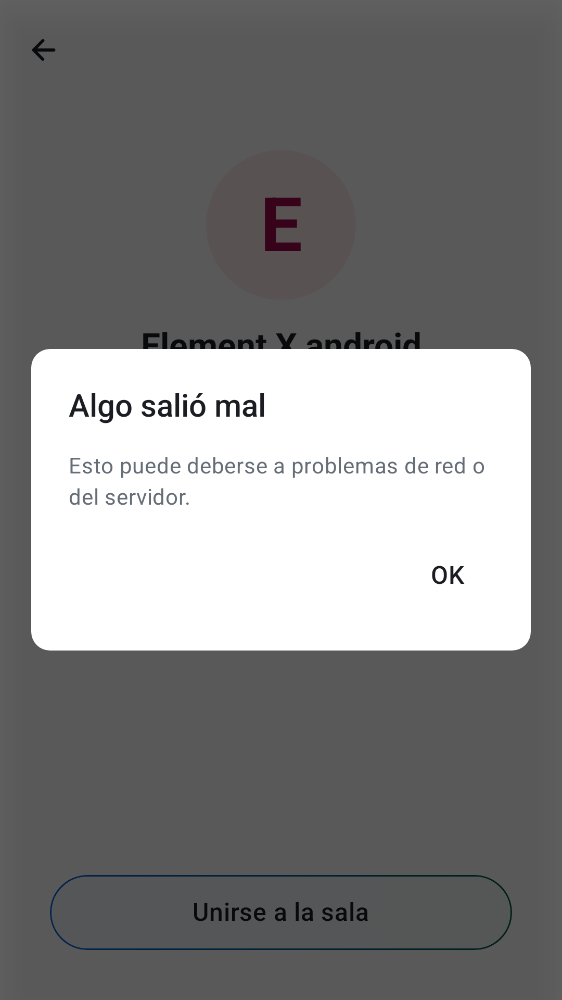 E
Element X android
Algo salió mal
Esto puede deberse a problemas de red o
del servidor.
OK
Unirse a la sala